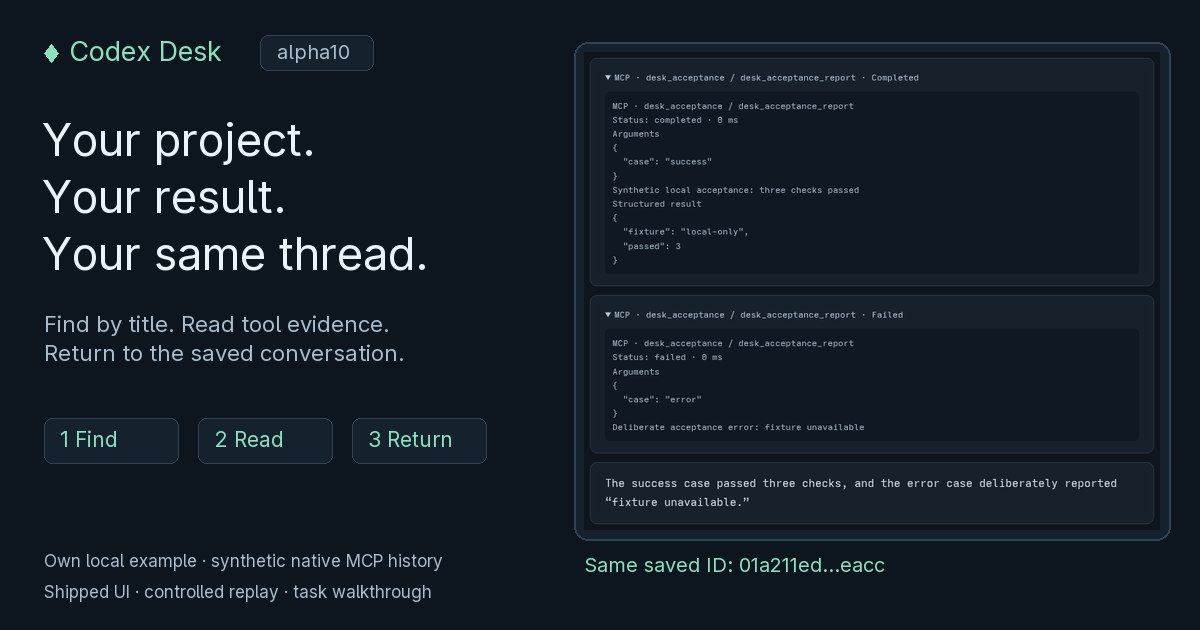 ♦ Codex Desk
alpha10
Your project.
Your result.
Your same thread.
Find by title. Read tool evidence.
Return to the saved conversation.
1 Find
2 Read
3 Return
Own local example · synthetic native MCP history
Shipped UI · controlled replay · task walkthrough
▼ MCP · desk_acceptance / desk_acceptance_report · Completed
MCP · desk_acceptance / desk_acceptance_report
Status: completed · 0 ms
Arguments
{
  "case": "success"
}
Synthetic local acceptance: three checks passed
Structured result
{
  "fixture": "local-only",
  "passed": 3
}
▼ MCP · desk_acceptance / desk_acceptance_report · Failed
MCP · desk_acceptance / desk_acceptance_report
Status: failed · 0 ms
Arguments
{
  "case": "error"
}
Deliberate acceptance error: fixture unavailable
The success case passed three checks, and the error case deliberately reported
“fixture unavailable.”
Same saved ID: 01a211ed…eacc